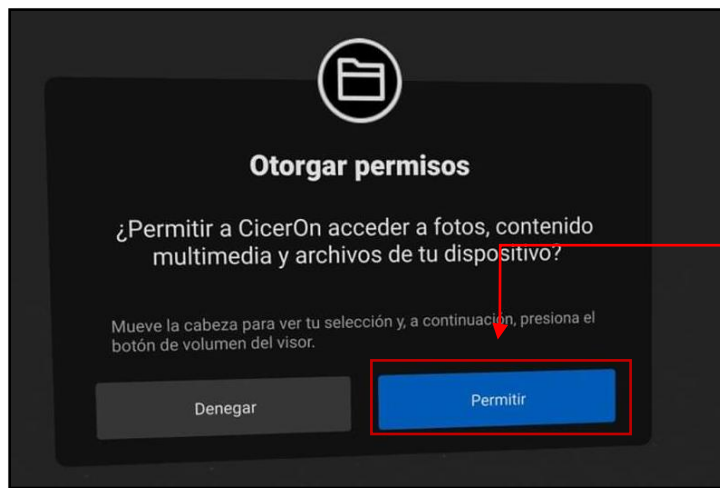 Otorgar permisos
¿Permitir a CicerOn acceder a fotos, contenido
multimedia y archivos de tu dispositivo?
Mueve la cabeza para ver tu selección y, a continuación, presiona el
botón de volumen del visor.
Denegar
Permitir